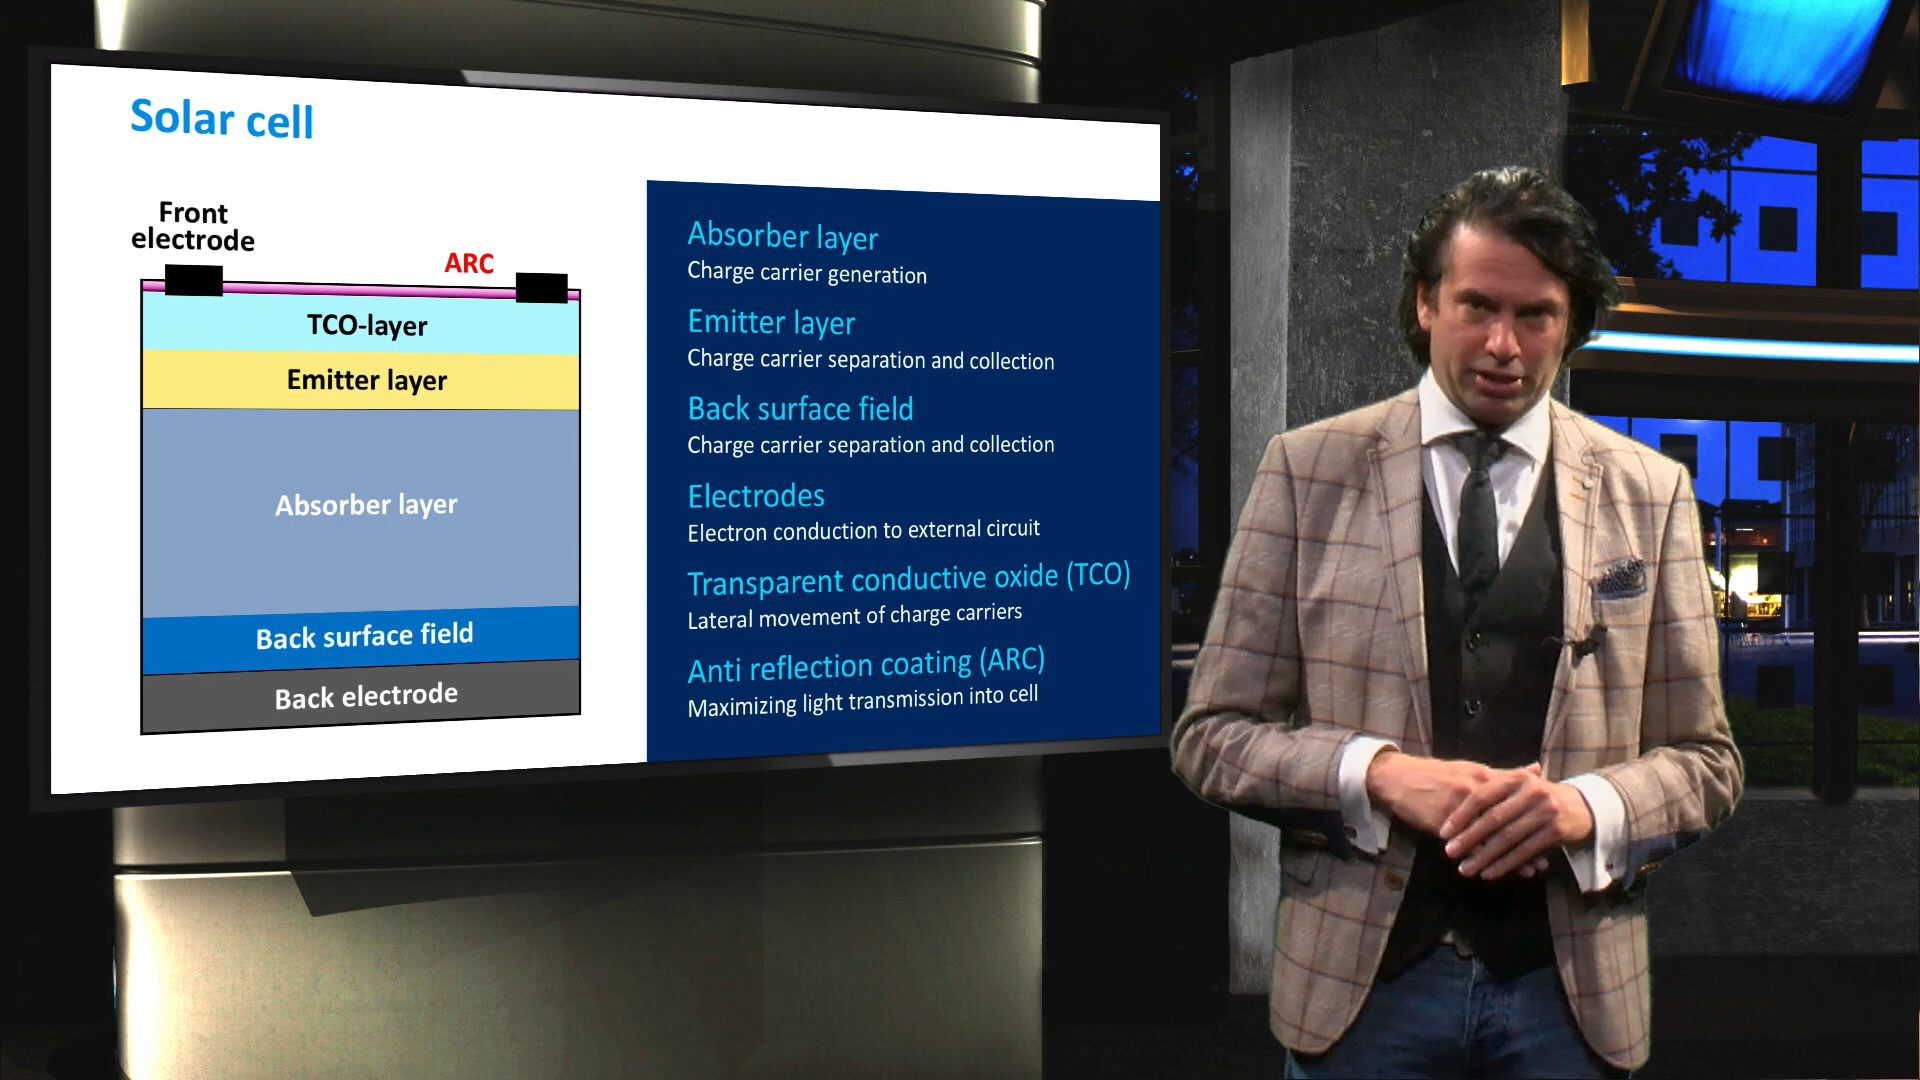 Solar cell
Front
electrode
ARC
TCO-layer
Emitter layer
Absorber layer
Back surface field
Back electrode
Absorber layer
Charge carrier generation
Emitter layer
Charge carrier separation and collection
Back surface field
Charge carrier separation and collection
Electrodes
Electron conduction to external circuit
Transparent conductive oxide (TCO)
Lateral movement of charge carriers
Anti reflection coating (ARC)
Maximizing light transmission into cell